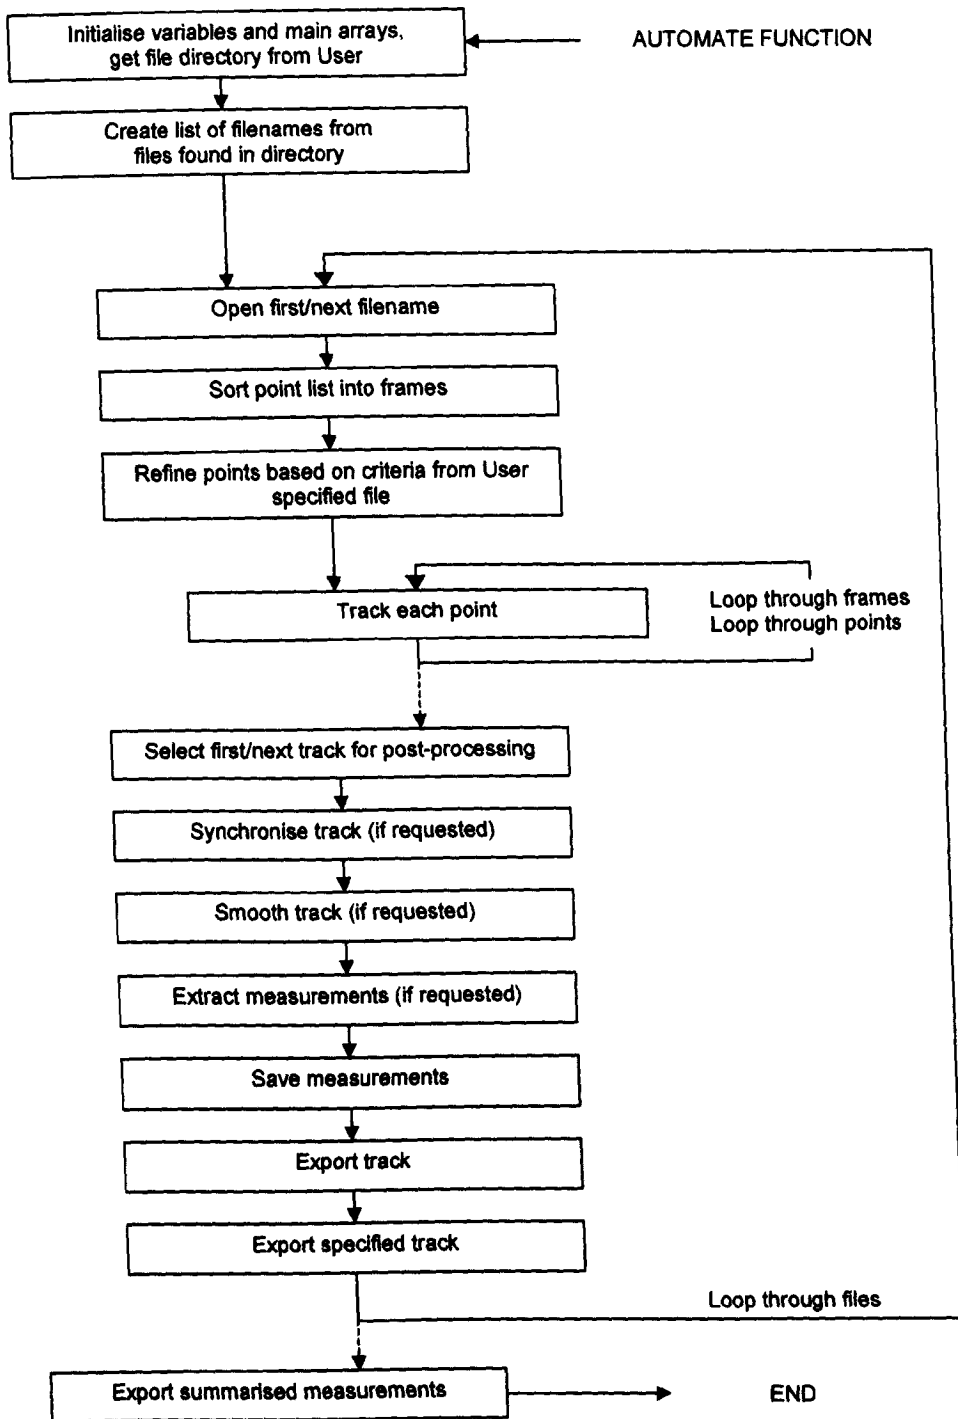 Initialise variables and main arrays,
get file directory from User
AUTOMATE FUNCTION
Create list of filenames from
files found in directory
Open first/next filename
Sort point list into frames
Refine points based on criteria from User
specified file
Track each point
Loop through frames
Loop through points
Select first/next track for post-processing
Synchronise track (if requested)
Smooth track (if requested)
Extract measurements (if requested)
Save measurements
Export track
Export specified track
Loop through files
Export summarised measurements
END